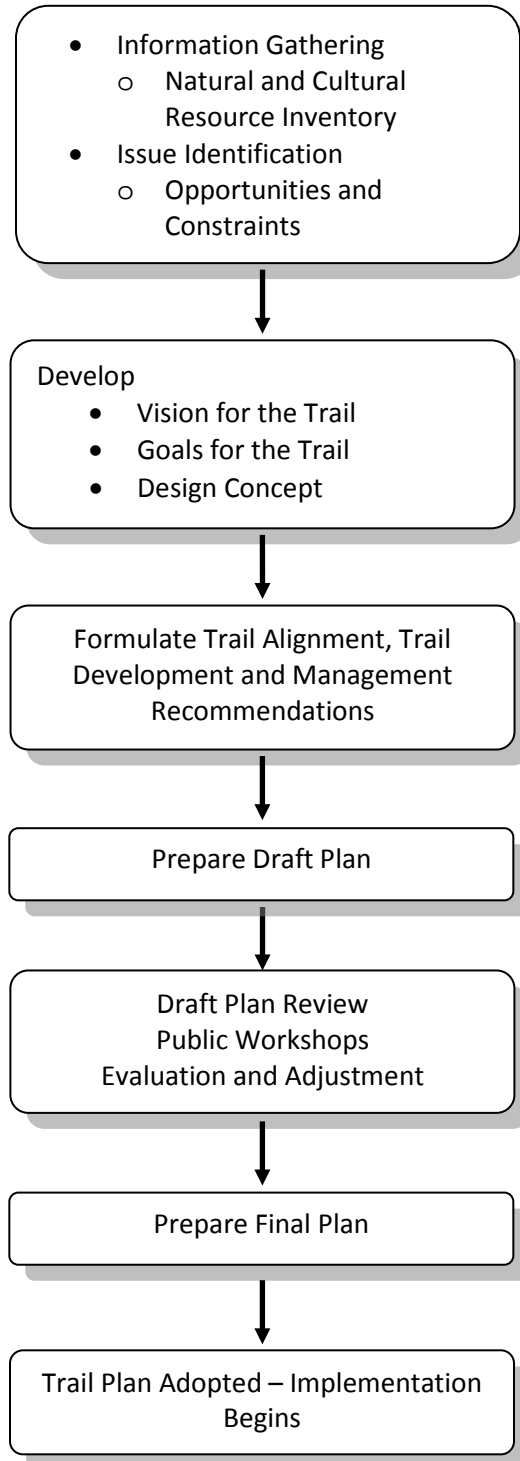 • Information Gathering
o Natural and Cultural
Resource Inventory
• Issue Identification
o Opportunities and
Constraints
Develop
• Vision for the Trail
• Goals for the Trail
• Design Concept
Formulate Trail Alignment, Trail
Development and Management
Recommendations
Prepare Draft Plan
Draft Plan Review
Public Workshops
Evaluation and Adjustment
Prepare Final Plan
Trail Plan Adopted – Implementation
Begins